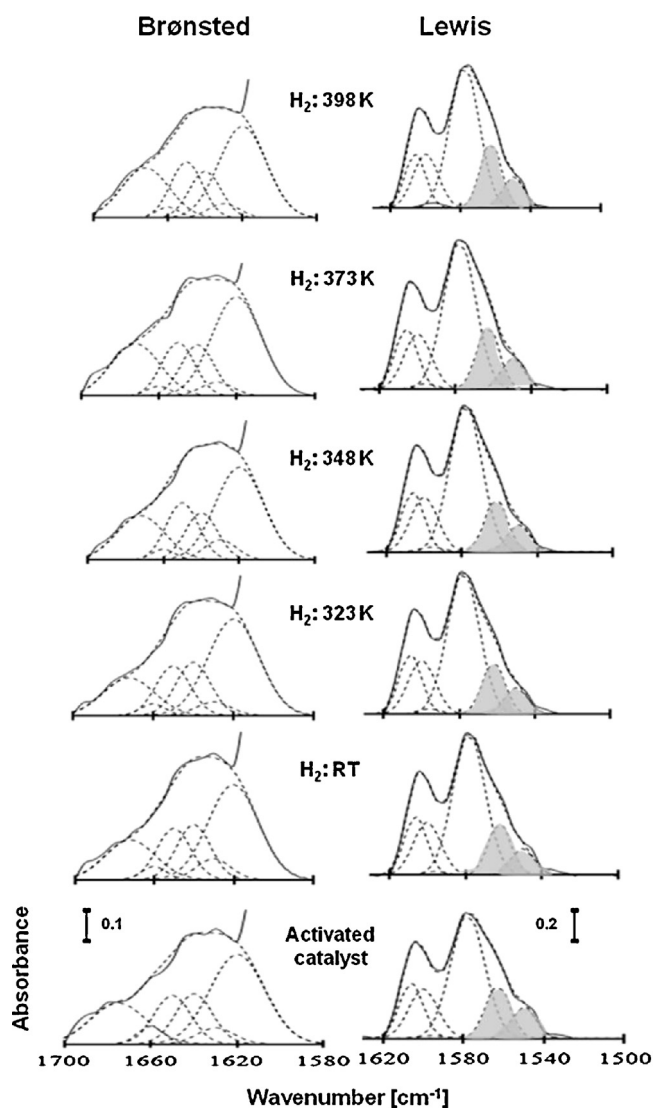 Brønsted
Lewis
H₂: 398 K
H₂: 373 K
H₂: 348 K
H₂: 323 K
H₂: RT
0.1
Activated
catalyst
0.2
Absorbance
1700 1660 1620 1580
1620 1580 1540 1500
Wavenumber [cm⁻¹]